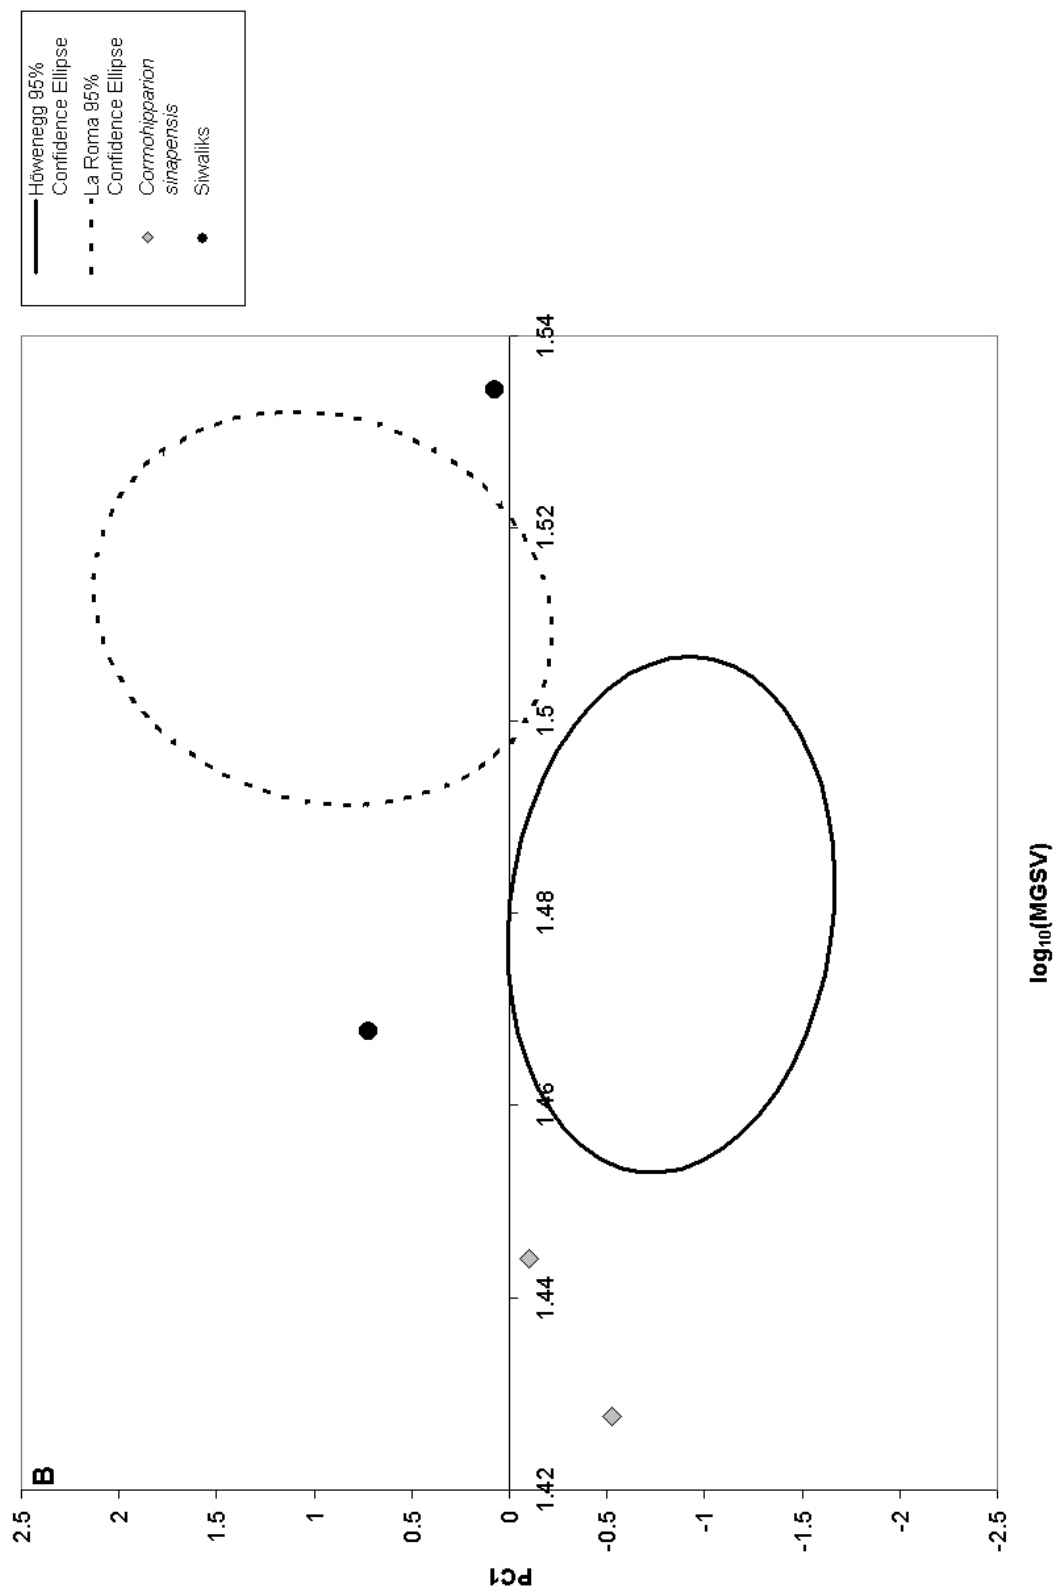 B
2.5
2
1.5
1
0.5
0
-0.5
-1
-1.5
-2
-2.5
PC1
1.42
1.44
1.46
1.48
1.5
1.52
1.54
log10(MGSV)
Höwenegg 95%
Confidence Ellipse
La Roma 95%
Confidence Ellipse
Cormohipparion
sinapensis
Siwaliks